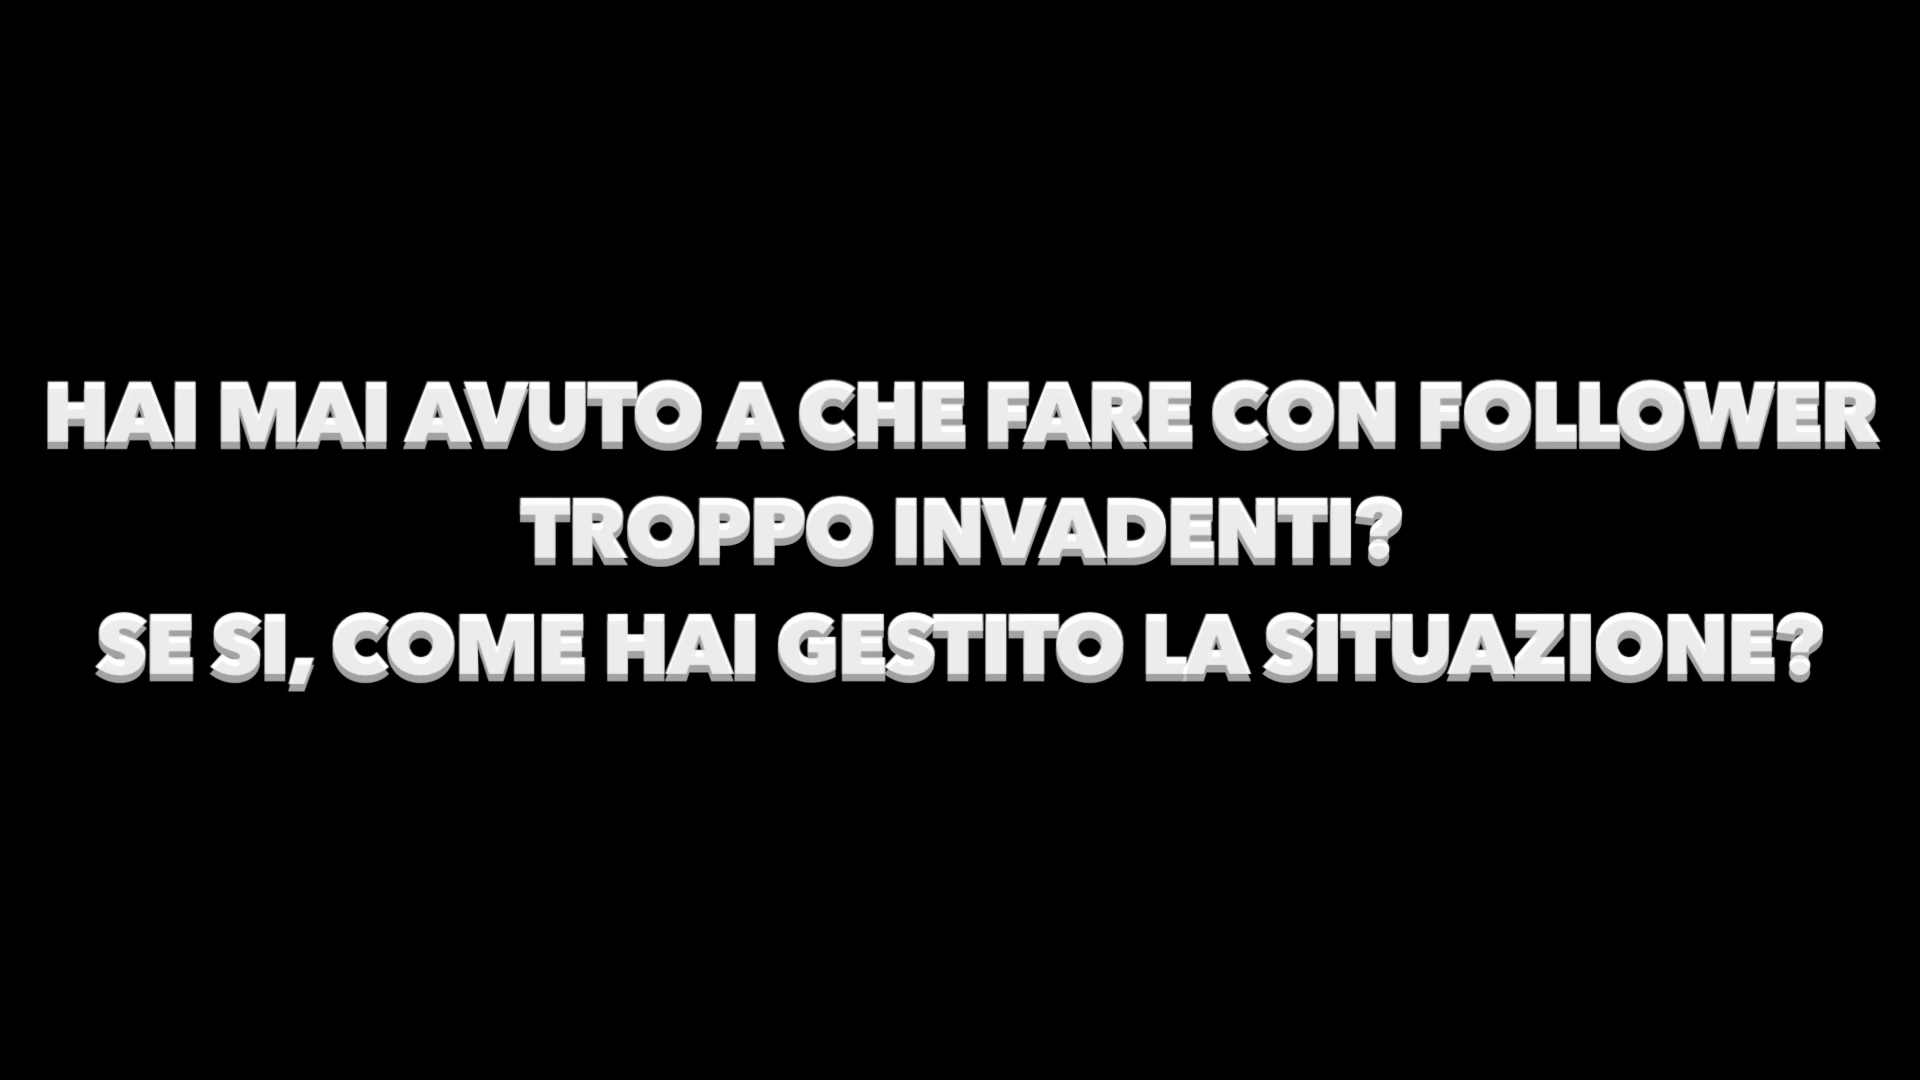 HAI MAI AVUTO A CHE FARE CON FOLLOWER
TROPPO INVADENTI?
SE SI, COME HAI GESTITO LA SITUAZIONE?